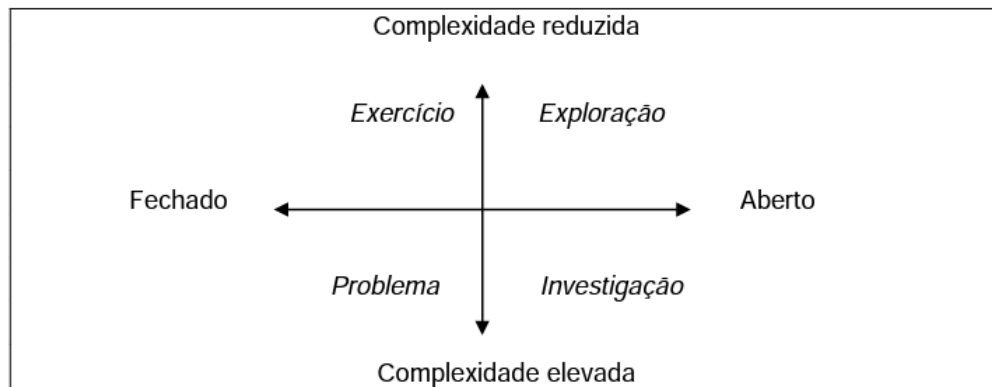 Complexidade reduzida
Exercício Exploração
Fechado Aberto
Problema Investigação
Complexidade elevada